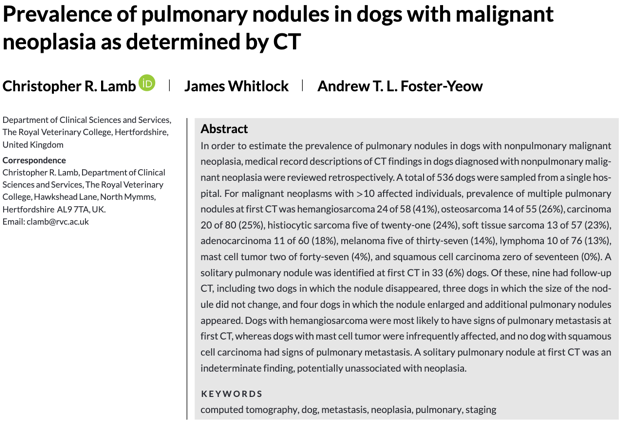 Prevalence of pulmonary nodules in dogs with malignant
neoplasia as determined by CT
Christopher R. Lamb iD | James Whitlock | Andrew T. L. Foster-Yeow
Department of Clinical Sciences and Services,
The Royal Veterinary College, Hertfordshire,
United Kingdom
Correspondence
Christopher R. Lamb, Department of Clinical
Sciences and Services, The Royal Veterinary
College, Hawkshead Lane, North Mymms,
Hertfordshire AL9 7TA, UK.
Email: clamb@rvc.ac.uk
Abstract
In order to estimate the prevalence of pulmonary nodules in dogs with nonpulmonary malignant
neoplasia, medical record descriptions of CT findings in dogs diagnosed with nonpulmonary malig-
nant neoplasia were reviewed retrospectively. A total of 536 dogs were sampled from a single hos-
pital. For malignant neoplasms with >10 affected individuals, prevalence of multiple pulmonary
nodules at first CT was hemangiosarcoma 24 of 58 (41%), osteosarcoma 14 of 55 (26%), carcinoma
20 of 80 (25%), histiocytic sarcoma five of twenty-one (24%), soft tissue sarcoma 13 of 57 (23%),
adenocarcinoma 11 of 60 (18%), melanoma five of thirty-seven (14%), lymphoma 10 of 76 (13%),
mast cell tumor two of forty-seven (4%), and squamous cell carcinoma zero of seventeen (0%). A
solitary pulmonary nodule was identified at first CT in 33 (6%) dogs. Of these, nine had follow-up
CT, including two dogs in which the nodule disappeared, three dogs in which the size of the nod-
ule did not change, and four dogs in which the nodule enlarged and additional pulmonary nodules
appeared. Dogs with hemangiosarcoma were most likely to have signs of pulmonary metastasis at
first CT, whereas dogs with mast cell tumor were infrequently affected, and no dog with squamous
cell carcinoma had signs of pulmonary metastasis. A solitary pulmonary nodule at first CT was an
indeterminate finding, potentially unassociated with neoplasia.
KEYWORDS
computed tomography, dog, metastasis, neoplasia, pulmonary, staging